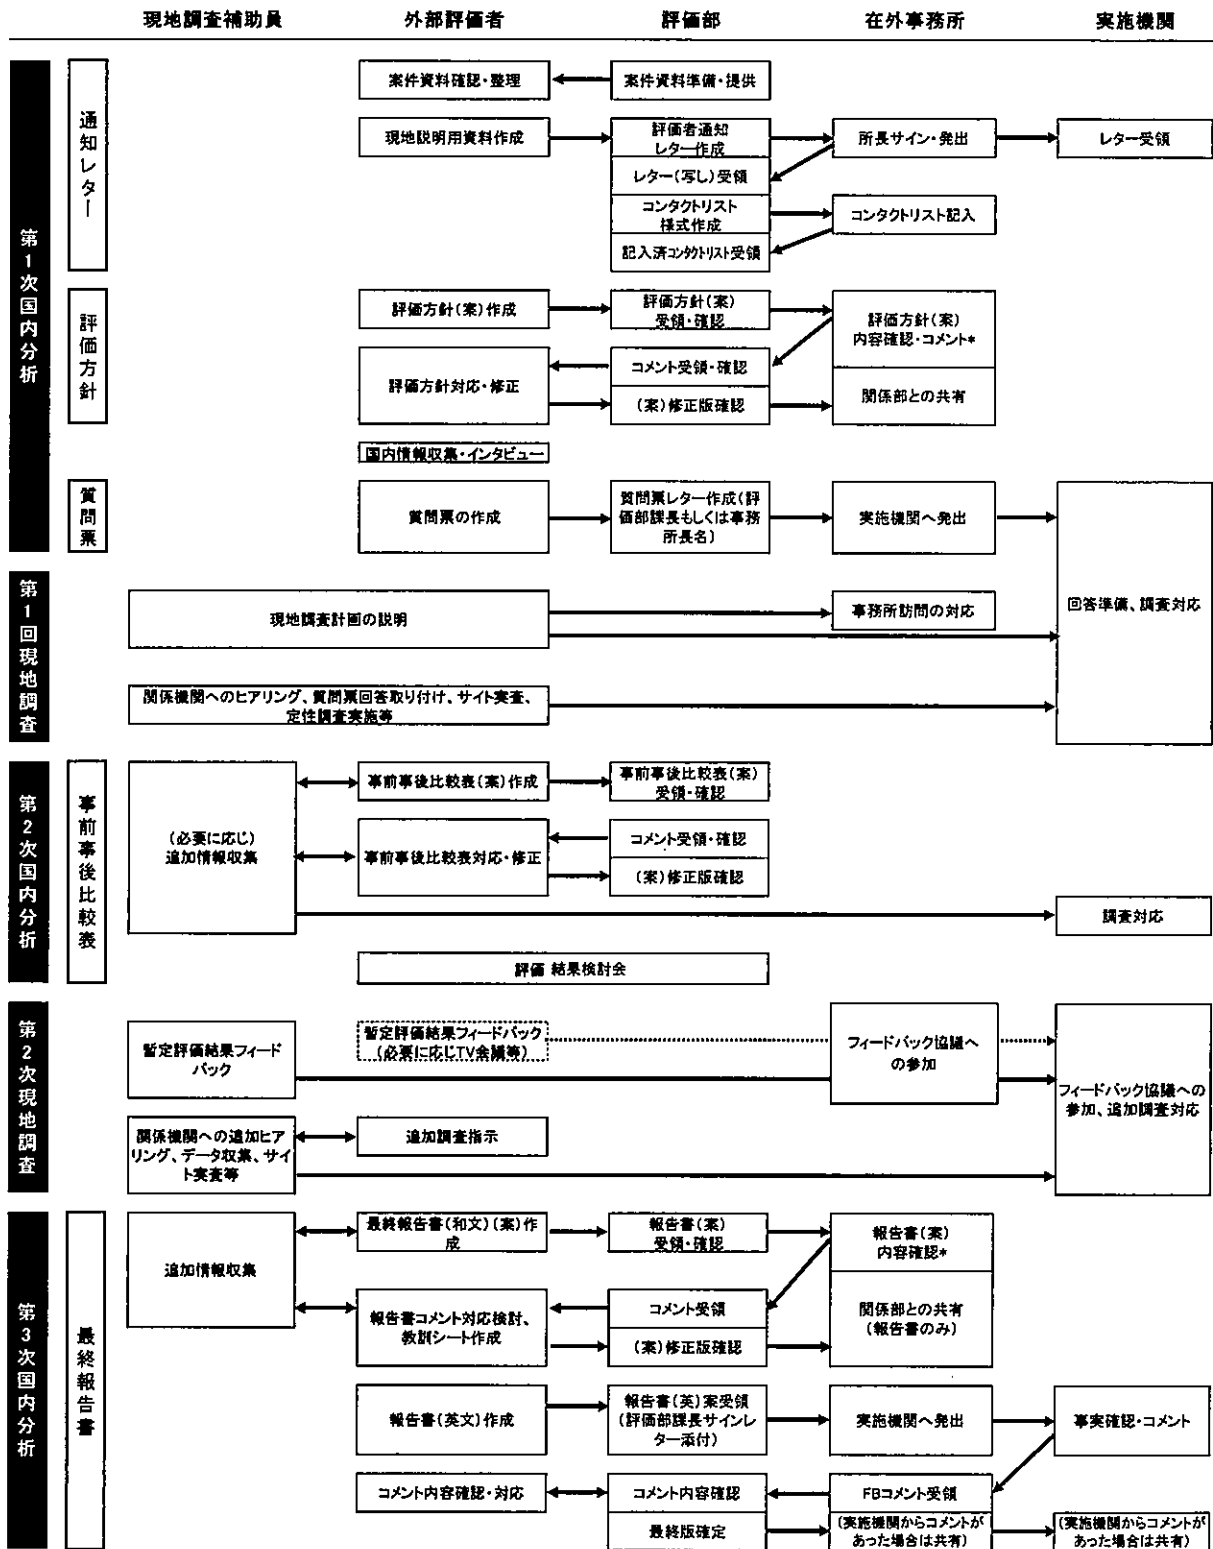 現地調査補助員
外部評価者
評価部
在外事務所
実施機関
第1次国内分析
通知レター
案件資料確認・整理
案件資料準備・提供
現地説明用資料作成
評価者通知
レター作成
所長サイン・発出
レター受領
レター(写し)受領
コンタクトリスト
様式作成
コンタクトリスト記入
記入済コンタクトリスト受領
評価方針
評価方針(案)作成
評価方針(案)
受領・確認
評価方針(案)
内容確認・コメント*
評価方針対応・修正
コメント受領・確認
(案)修正版確認
関係部との共有
国内情報収集・インタビュー
質問票
質問票の作成
質問票レター作成(評
価部課長もしくは事務
所長名)
実施機関へ発出
回答準備、調査対応
第1回現地調査
現地調査計画の説明
事務所訪問の対応
関係機関へのヒアリング、質問票回答取り付け、サイト実査、
定性調査実施等
第2次国内分析
事前事後比較表
(必要に応じ)
追加情報収集
事前事後比較表(案)作成
事前事後比較表(案)
受領・確認
事前事後比較表対応・修正
コメント受領・確認
(案)修正版確認
調査対応
評価 結果検討会
第2次現地調査
暫定評価結果フィード
バック
暫定評価結果フィードバック
(必要に応じTV会議等)
フィードバック協議へ
の参加
フィードバック協議への
参加、追加調査対応
関係機関への追加ヒア
リング、データ収集、サイ
ト実査等
追加調査指示
第3次国内分析
最終報告書
追加情報収集
最終報告書(和文)(案)作
成
報告書(案)
受領・確認
報告書(案)
内容確認*
報告書コメント対応検討、
教訓シート作成
コメント受領
(案)修正版確認
関係部との共有
(報告書のみ)
報告書(英文)作成
報告書(英)案受領
(評価部課長サインレ
ター添付)
実施機関へ発出
事実確認・コメント
コメント内容確認・対応
コメント内容確認
FBコメント受領
最終版確定
(実施機関からコメントが
あった場合は共有)
(実施機関からコメントが
あった場合は共有)